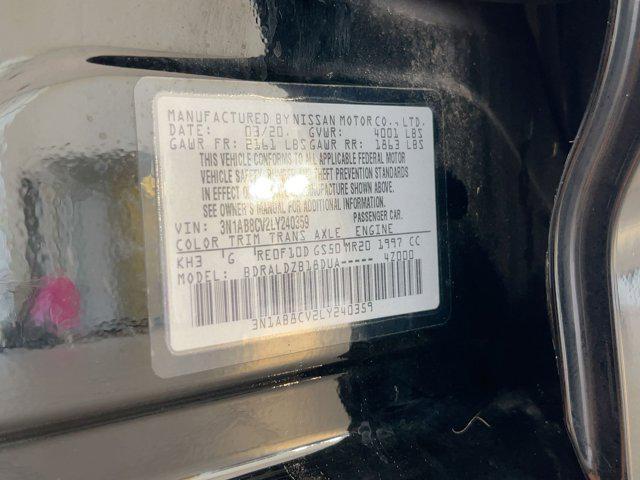 MANUFACTURED BY NISSAN MOTOR CO., LTD.
DATE: 03/20. GVWR: 4001 LBS
GAWR FR: 2161 LBS GAWR RR: 1863 LBS
THIS VEHICLE CONFORMS TO ALL APPLICABLE FEDERAL MOTOR
VEHICLE SAFETY, BUMPER AND THEFT PREVENTION STANDARDS
IN EFFECT ON THE DATE OF MANUFACTURE SHOWN ABOVE.
SEE OWNER'S MANUAL FOR ADDITIONAL INFORMATION.
VIN: 3N1AB8CV2LY240359 PASSENGER CAR.
COLOR TRIM TRANS AXLE ENGINE
KH3 'G RE0F10D GS50 MR20 1997 CC
MODEL: BDRALDZB18DUA----- 4Z000
3N1AB8CV2LY240359